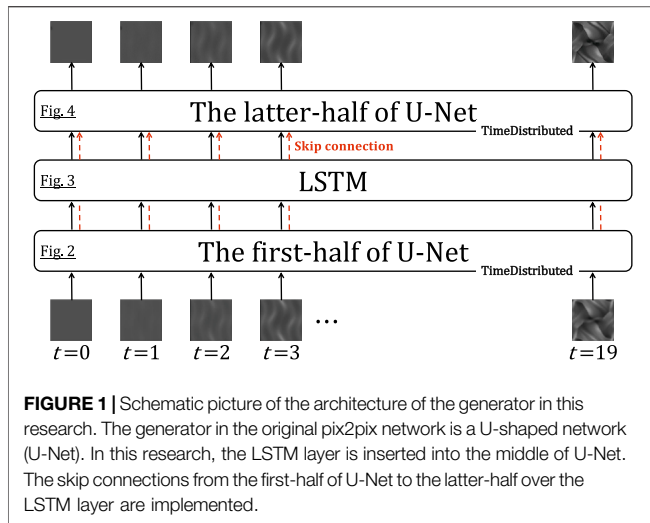 Fig. 4
The latter-half of U-Net
TimeDistributed
Skip connection
Fig. 3
LSTM
Fig. 2
The first-half of U-Net
TimeDistributed
...
t=0 t=1 t=2 t=3 t=19
FIGURE 1 | Schematic picture of the architecture of the generator in this
research. The generator in the original pix2pix network is a U-shaped network
(U-Net). In this research, the LSTM layer is inserted into the middle of U-Net.
The skip connections from the first-half of U-Net to the latter-half over the
LSTM layer are implemented.